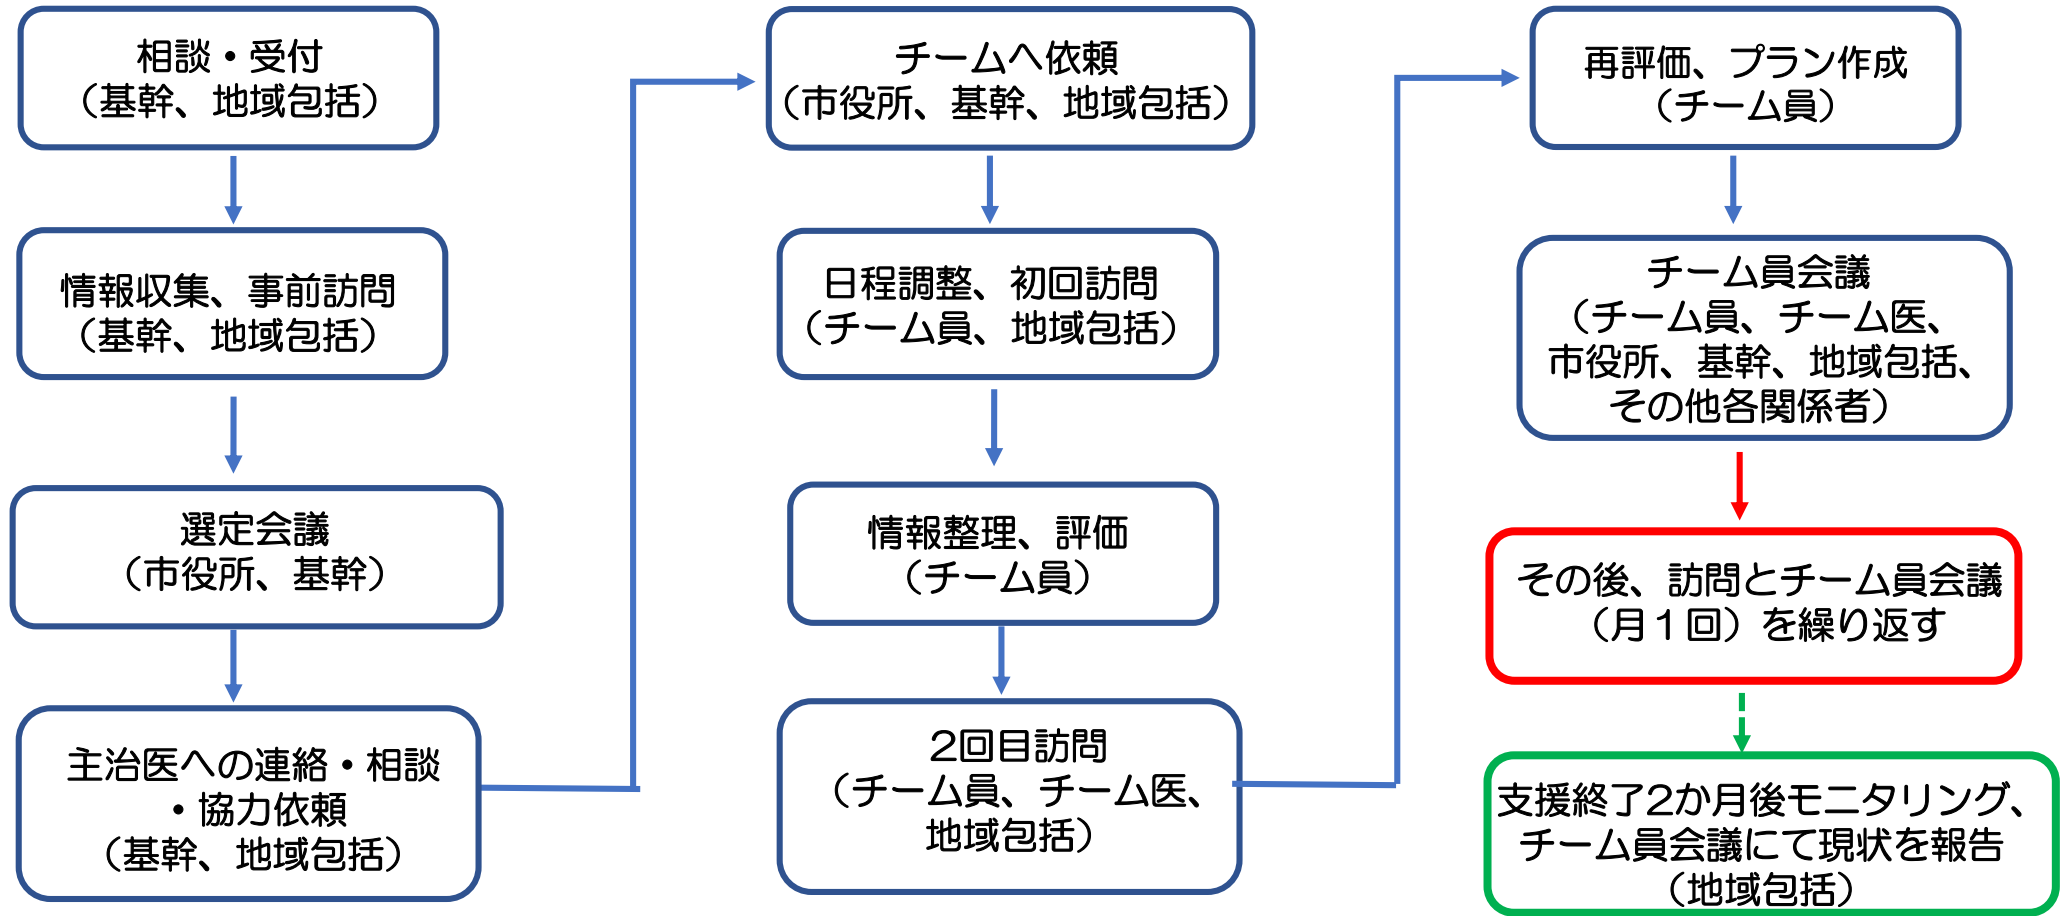 相談・受付
（基幹、地域包括）
情報収集、事前訪問
（基幹、地域包括）
選定会議
（市役所、基幹）
主治医への連絡・相談
・協力依頼
（基幹、地域包括）
チームへ依頼
（市役所、基幹、地域包括）
日程調整、初回訪問
（チーム員、地域包括）
情報整理、評価
（チーム員）
2回目訪問
（チーム員、チーム医、
地域包括）
再評価、プラン作成
（チーム員）
チーム員会議
（チーム員、チーム医、
市役所、基幹、地域包括、
その他各関係者）
その後、訪問とチーム員会議
（月１回）を繰り返す
支援終了2か月後モニタリング、
チーム員会議にて現状を報告
（地域包括）